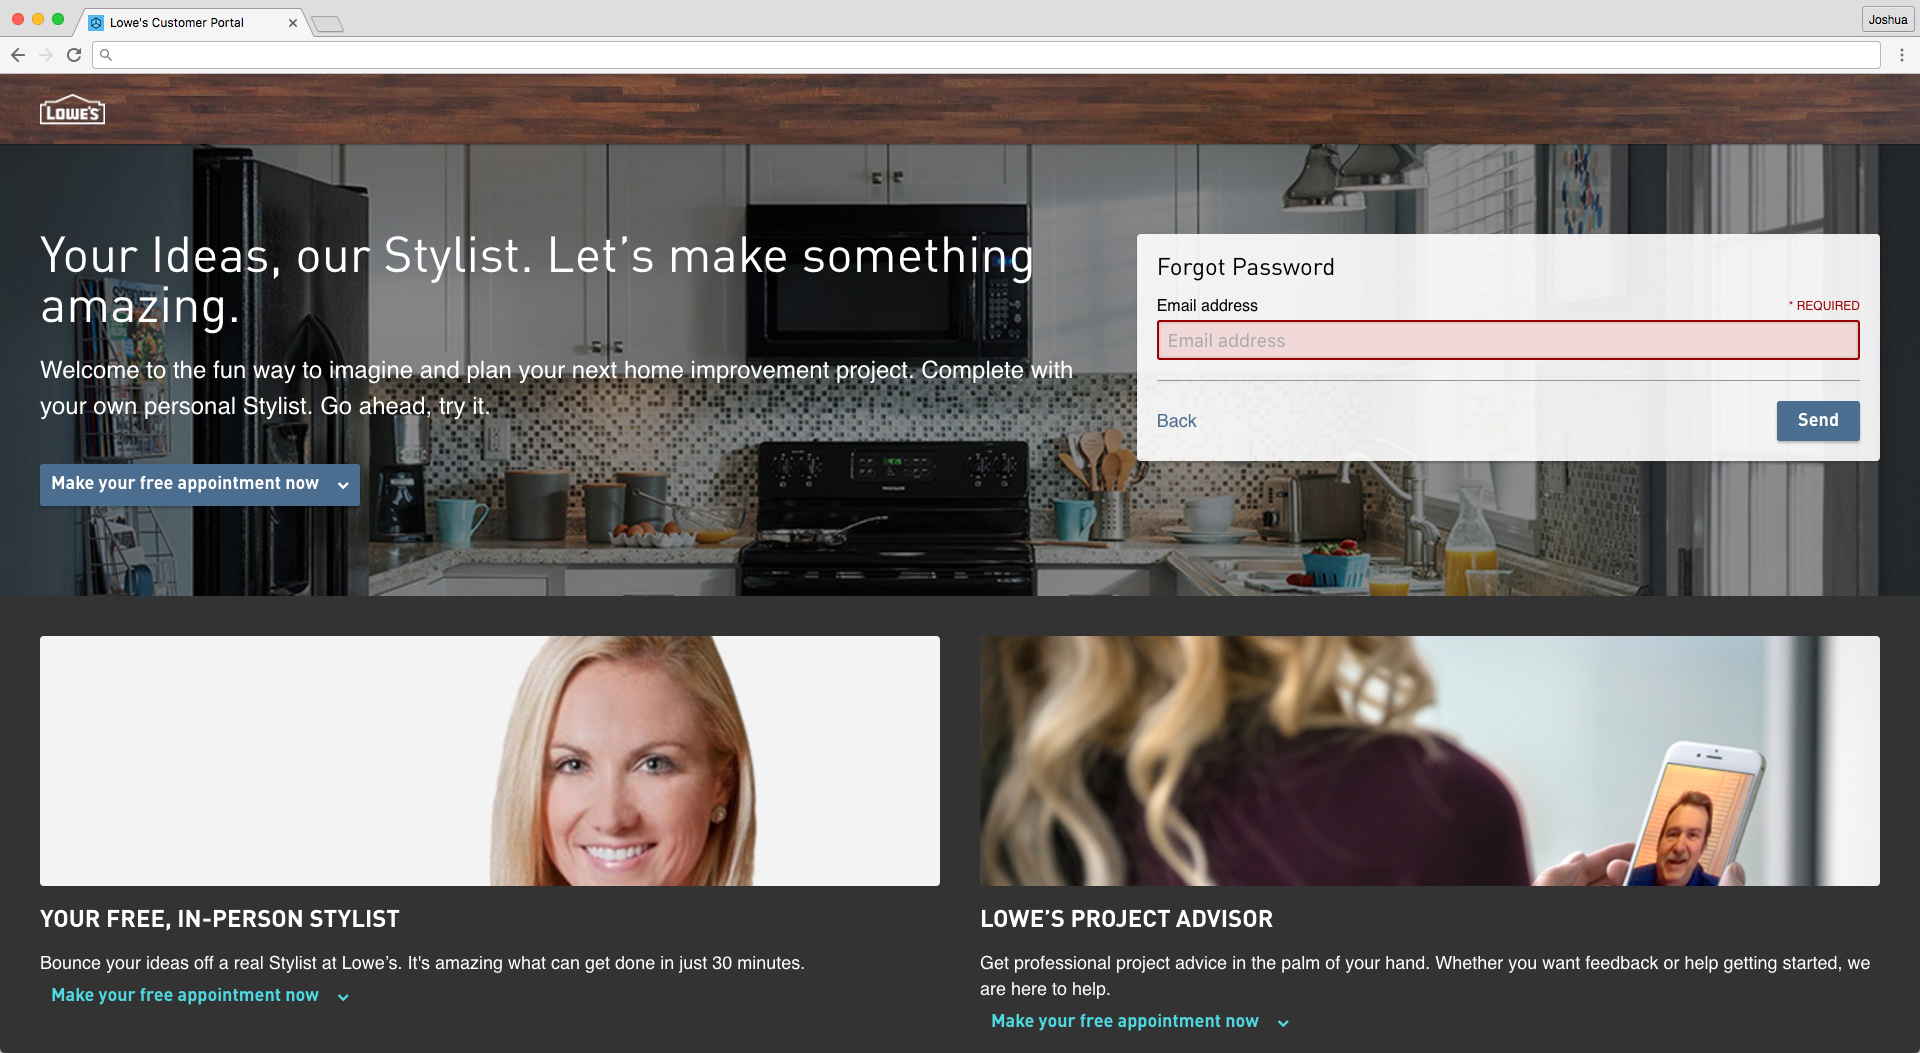 Lowe's Customer Portal
Joshua
LOWE'S
Your Ideas, our Stylist. Let’s make something
amazing.
Welcome to the fun way to imagine and plan your next home improvement project. Complete with
your own personal Stylist. Go ahead, try it.
Make your free appointment now
Forgot Password
Email address
* REQUIRED
Email address
Back
Send
YOUR FREE, IN-PERSON STYLIST
Bounce your ideas off a real Stylist at Lowe’s. It's amazing what can get done in just 30 minutes.
Make your free appointment now
LOWE’S PROJECT ADVISOR
Get professional project advice in the palm of your hand. Whether you want feedback or help getting started, we
are here to help.
Make your free appointment now